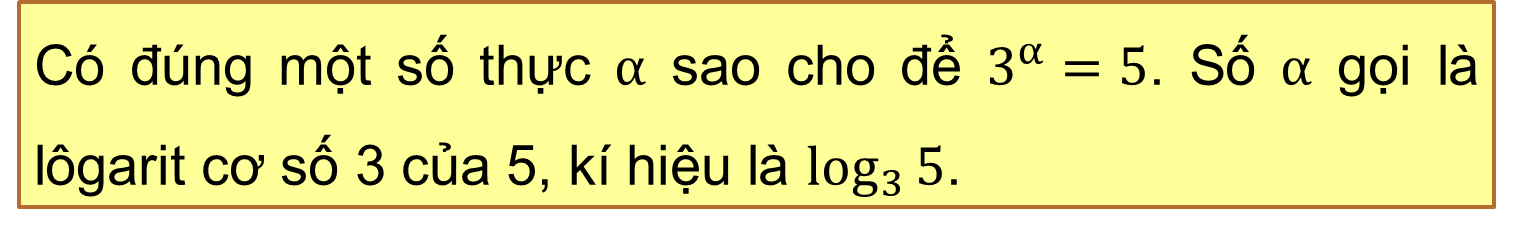 Có đúng một số thực α sao cho để 3^α = 5. Số α gọi là
lôgarit cơ số 3 của 5, kí hiệu là log₃ 5.